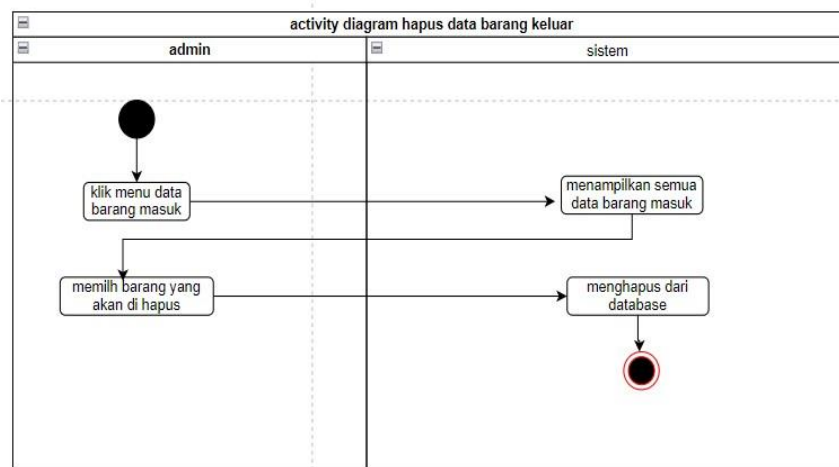 activity diagram hapus data barang keluar
admin
sistem
klik menu data
barang masuk
menampilkan semua
data barang masuk
memilh barang yang
akan di hapus
menghapus dari
database